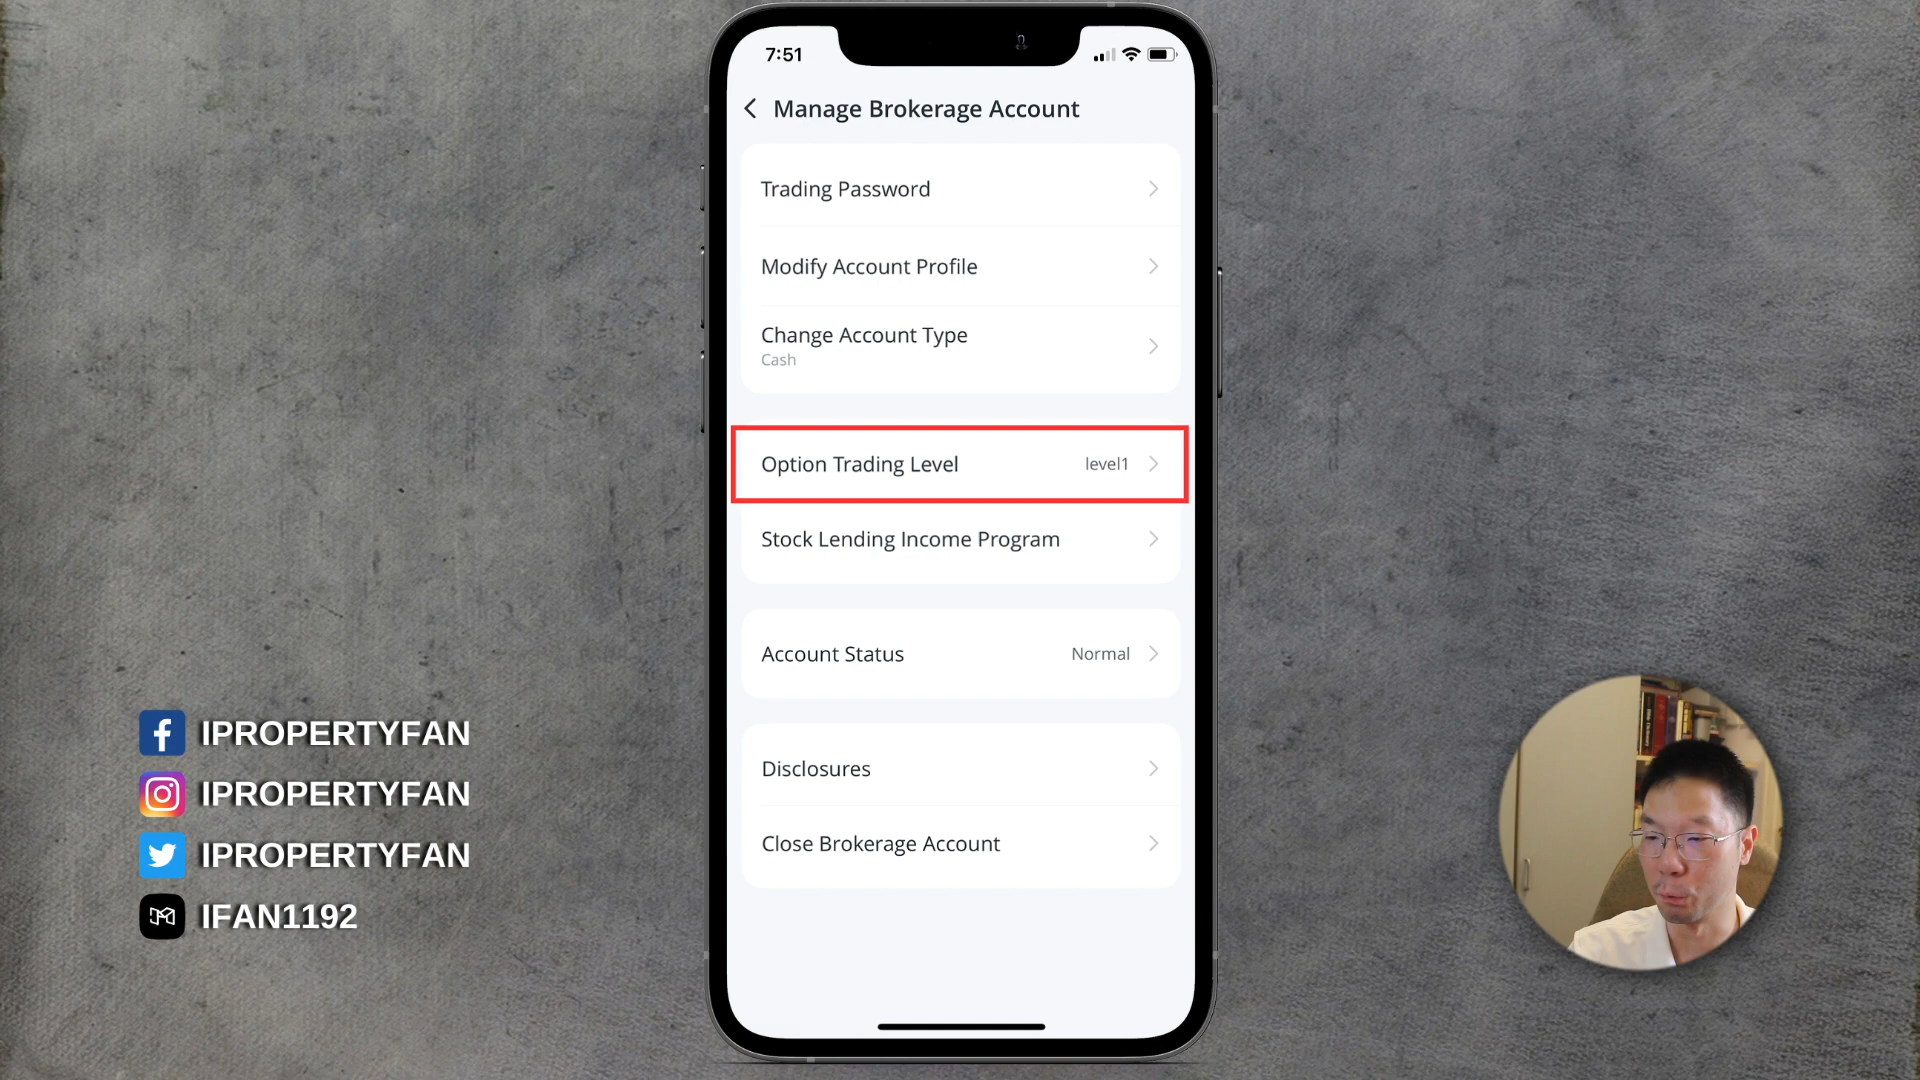 7:51
Manage Brokerage Account
Trading Password
Modify Account Profile
Change Account Type
Cash
Option Trading Level level1
Stock Lending Income Program
Account Status Normal
Disclosures
Close Brokerage Account
IPROPERTYFAN
IPROPERTYFAN
IPROPERTYFAN
IFAN1192